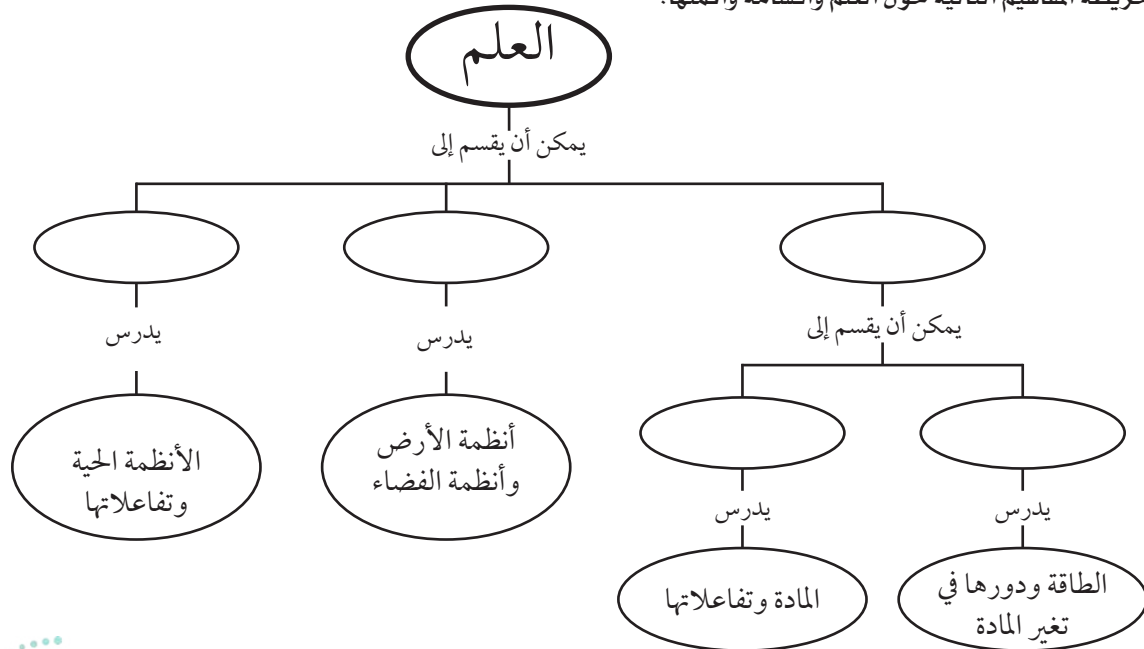 العلم
يمكن أن يقسم إلى
يمكن أن يقسم إلى
يدرس
يدرس
الطاقة ودورها في
تغير المادة
يدرس
المادة وتفاعلاتها
يدرس
أنظمة الأرض
وأنظمة الفضاء
الأنظمة الحية
وتفاعلاتها